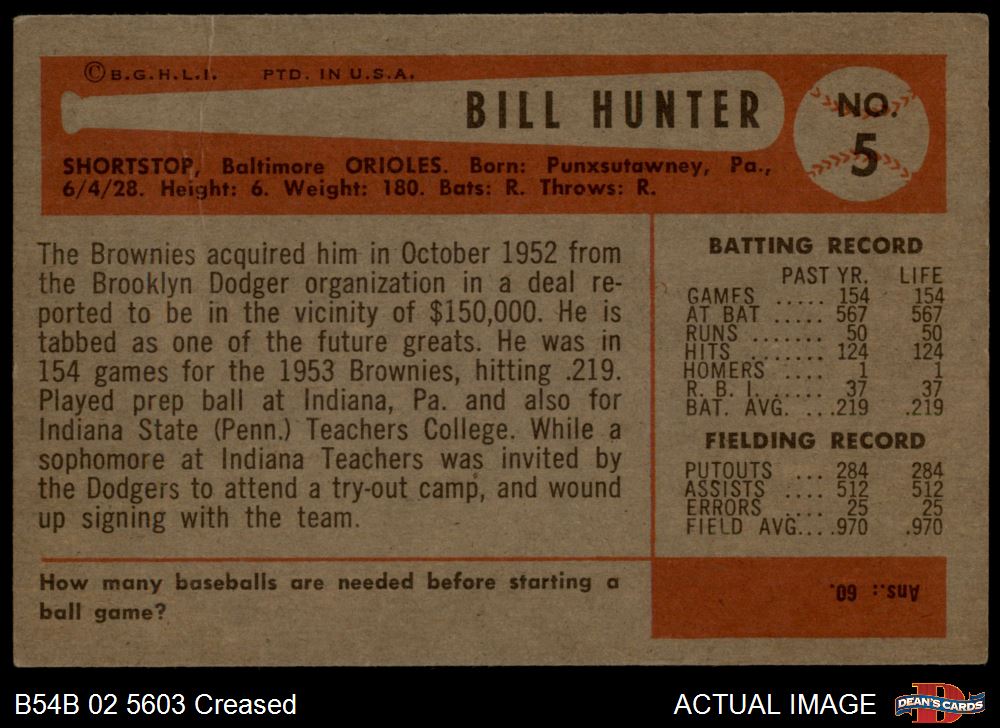 ©B.G.H.L.I. PTD. IN U.S.A.
BILL HUNTER
NO.
5
SHORTSTOP, Baltimore ORIOLES. Born: Punxsutawney, Pa.,
6/4/28. Height: 6. Weight: 180. Bats: R. Throws: R.
The Brownies acquired him in October 1952 from
the Brooklyn Dodger organization in a deal re-
ported to be in the vicinity of $150,000. He is
tabbed as one of the future greats. He was in
154 games for the 1953 Brownies, hitting .219.
Played prep ball at Indiana, Pa. and also for
Indiana State (Penn.) Teachers College. While a
sophomore at Indiana Teachers was invited by
the Dodgers to attend a try-out camp, and wound
up signing with the team.
BATTING RECORD
PAST YR. LIFE
GAMES ..... 154 154
AT BAT ..... 567 567
RUNS ....... 50 50
HITS ....... 124 124
HOMERS .... 1 1
R. B. I. ..... 37 37
BAT. AVG. ... .219 .219
FIELDING RECORD
PUTOUTS ... 284 284
ASSISTS .... 512 512
ERRORS .... 25 25
FIELD AVG. ... .970 .970
How many baseballs are needed before starting a
ball game?
Ans.: 60.
B54B 02 5603 Creased
ACTUAL IMAGE
DEAN'S CARDS